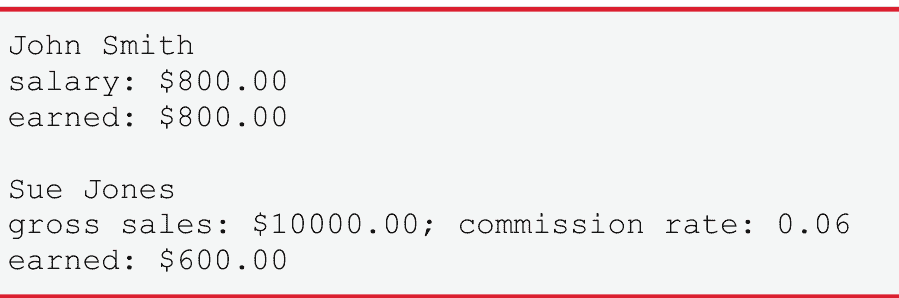 John Smith
salary: $800.00
earned: $800.00
Sue Jones
gross sales: $10000.00; commission rate: 0.06
earned: $600.00